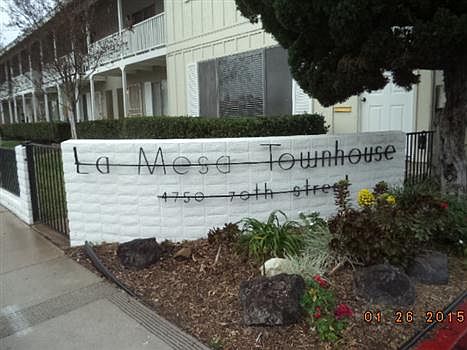 La Mesa Townhouse
4750 70th street
01 26 2015